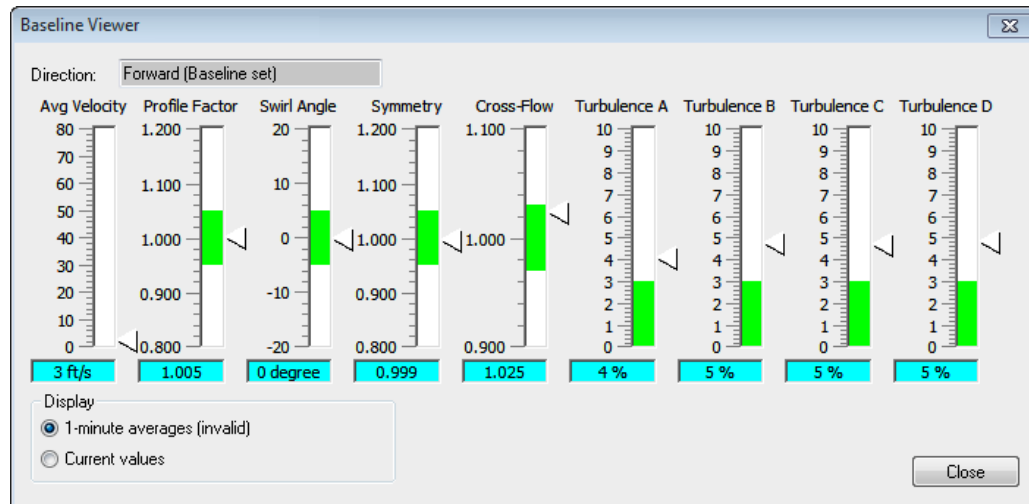 Baseline Viewer
Direction: Forward (Baseline set)
Avg Velocity Profile Factor Swirl Angle Symmetry Cross-Flow Turbulence A Turbulence B Turbulence C Turbulence D
80 1.200 20 1.200 1.100 10 10 10 10
9 9 9 9
70
8 8 8 8
60 1.100 10 1.100
7 7 7 7
50
6 6 6 6
40 1.000 0 1.000 1.000 5 5 5 5
4 4 4 4
30
3 3 3 3
20 0.900 -10 0.900
2 2 2 2
10
1 1 1 1
0 0.800 -20 0.800 0.900 0 0 0 0
3 ft/s 1.005 0 degree 0.999 1.025 4 % 5 % 5 % 5 %
Display
1-minute averages (invalid)
Current values
Close